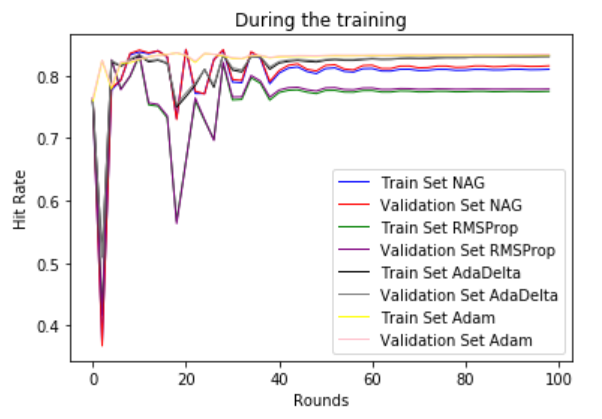 During the training
Hit Rate
0.8
0.7
0.6
0.5
0.4
Train Set NAG
Validation Set NAG
Train Set RMSProp
Validation Set RMSProp
Train Set AdaDelta
Validation Set AdaDelta
Train Set Adam
Validation Set Adam
0 20 40 60 80 100
Rounds